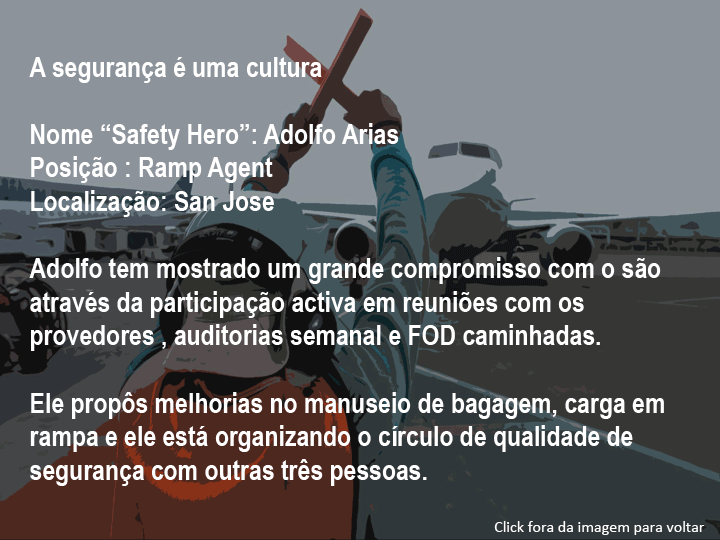 A segurança é uma cultura
Nome “Safety Hero”: Adolfo Arias
Posição : Ramp Agent
Localização: San Jose
Adolfo tem mostrado um grande compromisso com o são
através da participação activa em reuniões com os
provedores , auditorias semanal e FOD caminhadas.
Ele propôs melhorias no manuseio de bagagem, carga em
rampa e ele está organizando o círculo de qualidade de
segurança com outras três pessoas.
Click fora da imagem para voltar